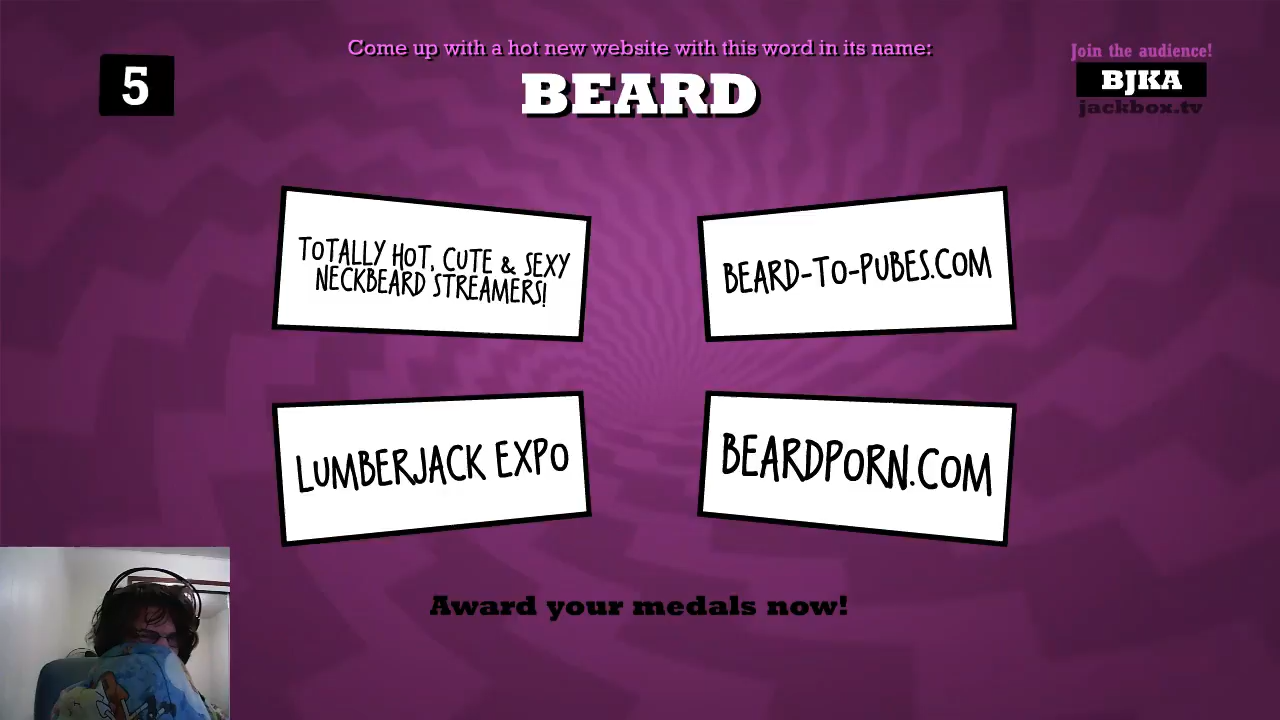 Come up with a hot new website with this word in its name:
BEARD
5
Join the audience!
BJKA
jackbox.tv
TOTALLY HOT, CUTE & SEXY
NECKBEARD STREAMERS!
BEARD-TO-PUBES.COM
LUMBERJACK EXPO
BEARDPORN.COM
Award your medals now!